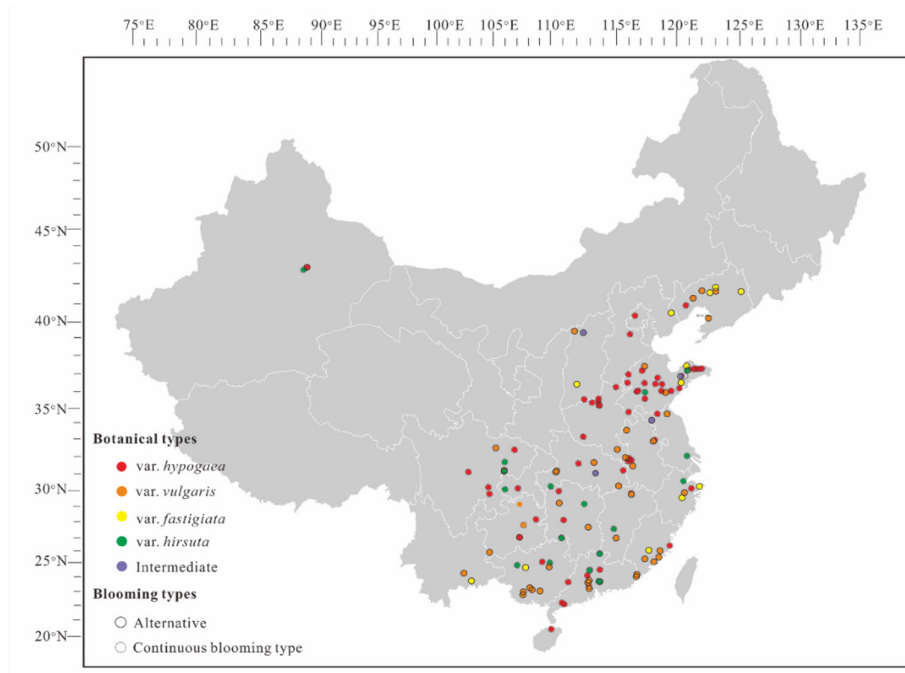 75°E 80°E 85°E 90°E 95°E 100°E 105°E 110°E 115°E 120°E 125°E 130°E 135°E
50°N
45°N
40°N
35°N
30°N
25°N
20°N
Botanical types
var. hypogaea
var. vulgaris
var. fastigiata
var. hirsuta
Intermediate
Blooming types
Alternative
Continuous blooming type